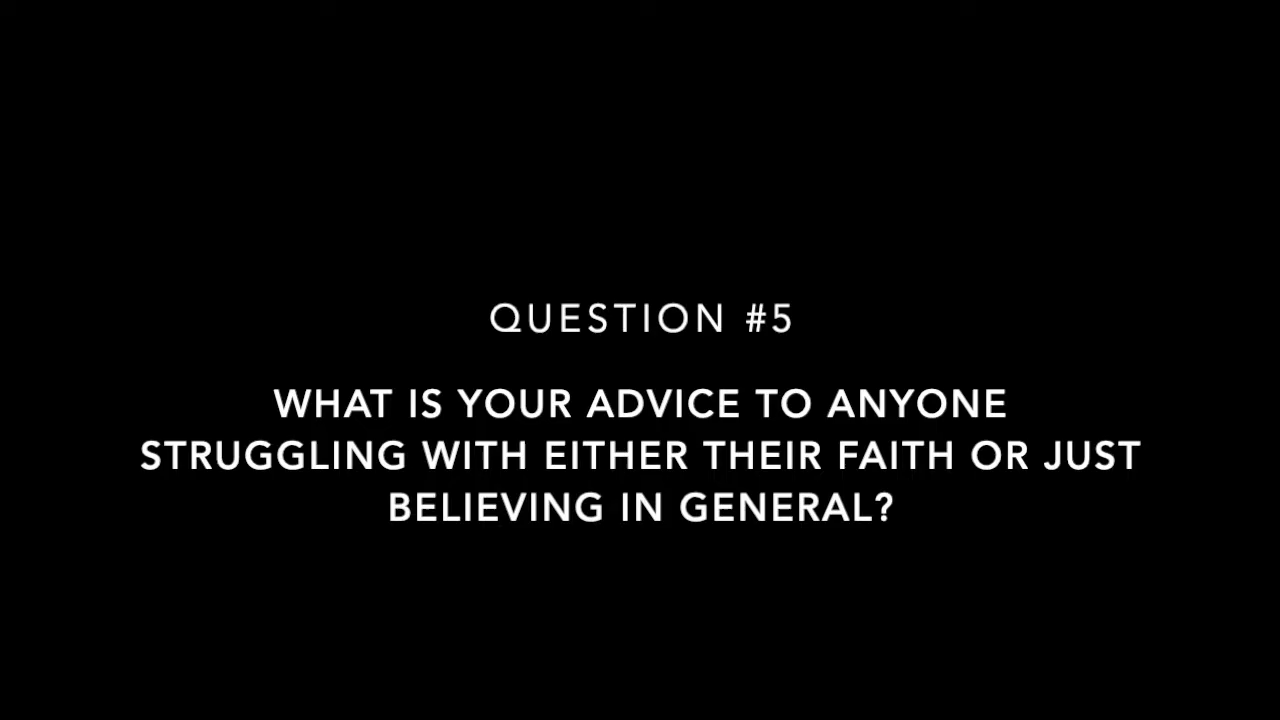 QUESTION #5
WHAT IS YOUR ADVICE TO ANYONE
STRUGGLING WITH EITHER THEIR FAITH OR JUST
BELIEVING IN GENERAL?